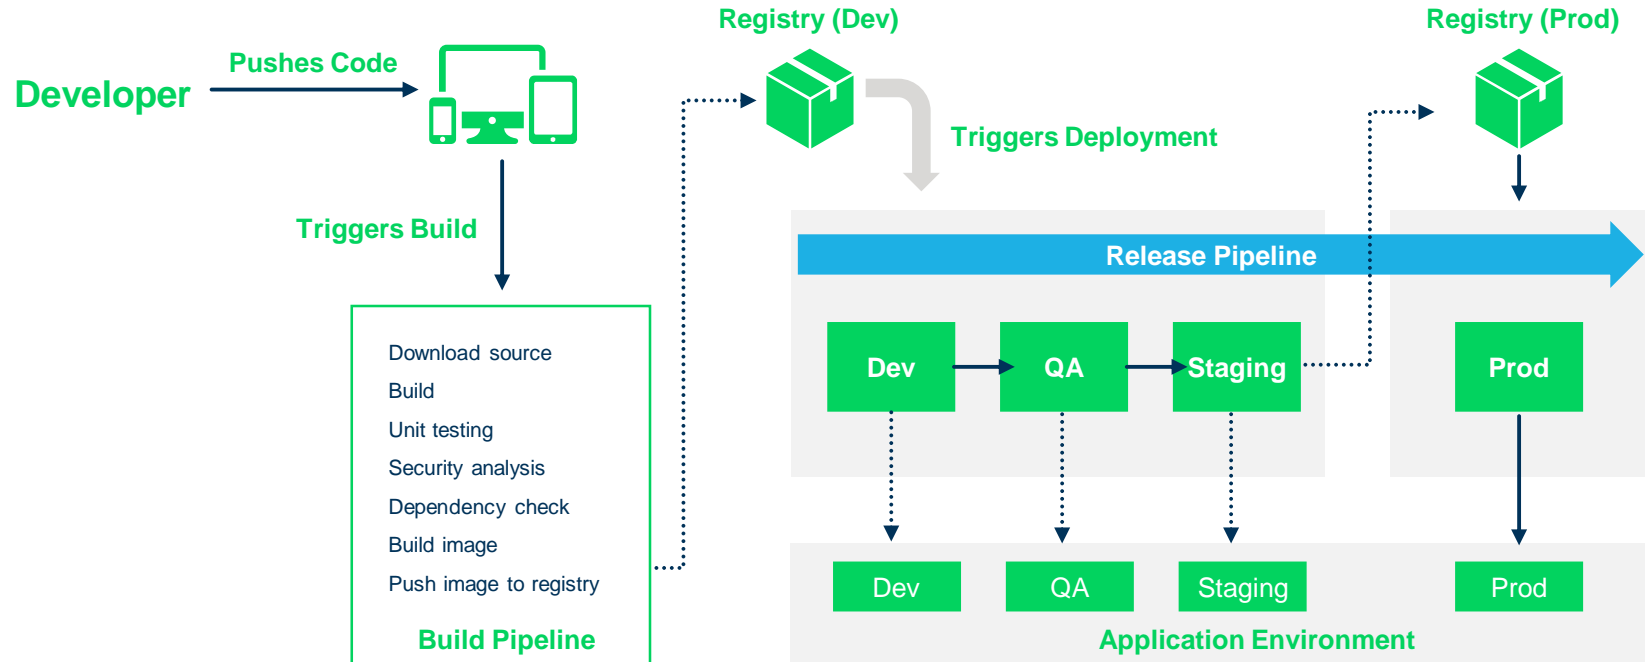 Registry (Dev)
Registry (Prod)
Pushes Code
Developer
Triggers Deployment
Triggers Build
Release Pipeline
Download source
Build
Unit testing
Security analysis
Dependency check
Build image
Push image to registry
Build Pipeline
Dev
QA
Staging
Prod
Dev
QA
Staging
Prod
Application Environment